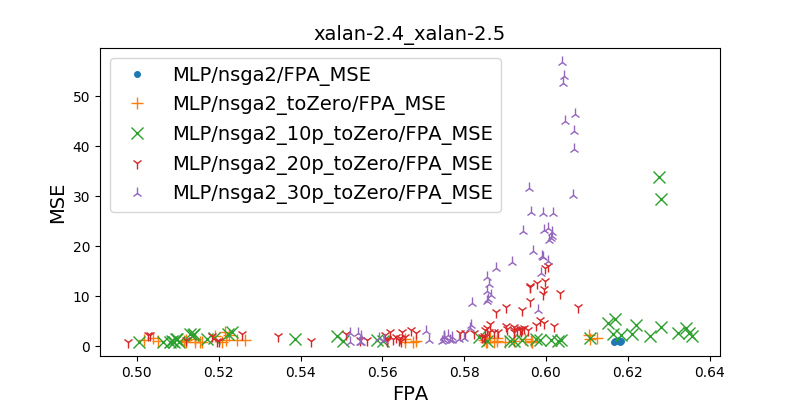 xalan-2.4_xalan-2.5
MLP/nsga2/FPA_MSE
MLP/nsga2_toZero/FPA_MSE
MLP/nsga2_10p_toZero/FPA_MSE
MLP/nsga2_20p_toZero/FPA_MSE
MLP/nsga2_30p_toZero/FPA_MSE
MSE
50
40
30
20
10
0
0.50 0.52 0.54 0.56 0.58 0.60 0.62 0.64
FPA